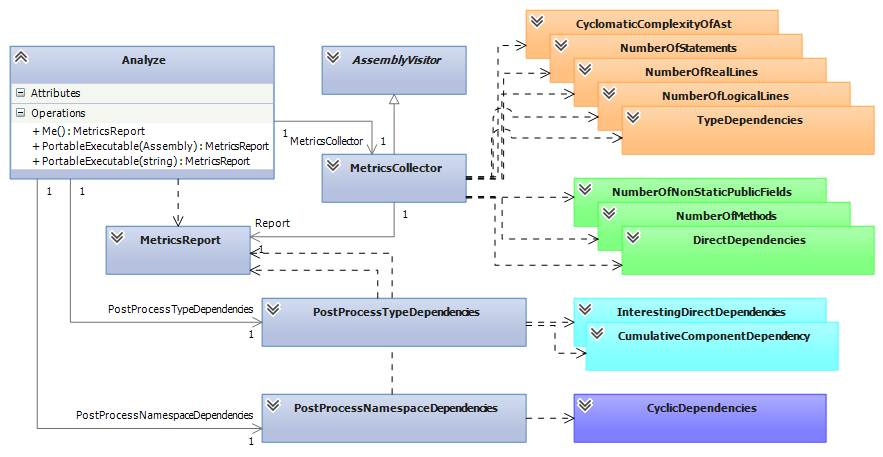 CyclomaticComplexityOfAst
NumberOfStatements
NumberOfRealLines
NumberOfLogicalLines
TypeDependencies
Analyze
Attributes
Operations
+ Me() : MetricsReport
+ PortableExecutable(Assembly) : MetricsReport
+ PortableExecutable(string) : MetricsReport
AssemblyVisitor
1
MetricsCollector
1
MetricsCollector
1
1
1
Report
1
MetricsReport
NumberOfNonStaticPublicFields
NumberOfMethods
DirectDependencies
PostProcessTypeDependencies
1
PostProcessTypeDependencies
InterestingDirectDependencies
CumulativeComponentDependency
PostProcessNamespaceDependencies
1
PostProcessNamespaceDependencies
CyclicDependencies